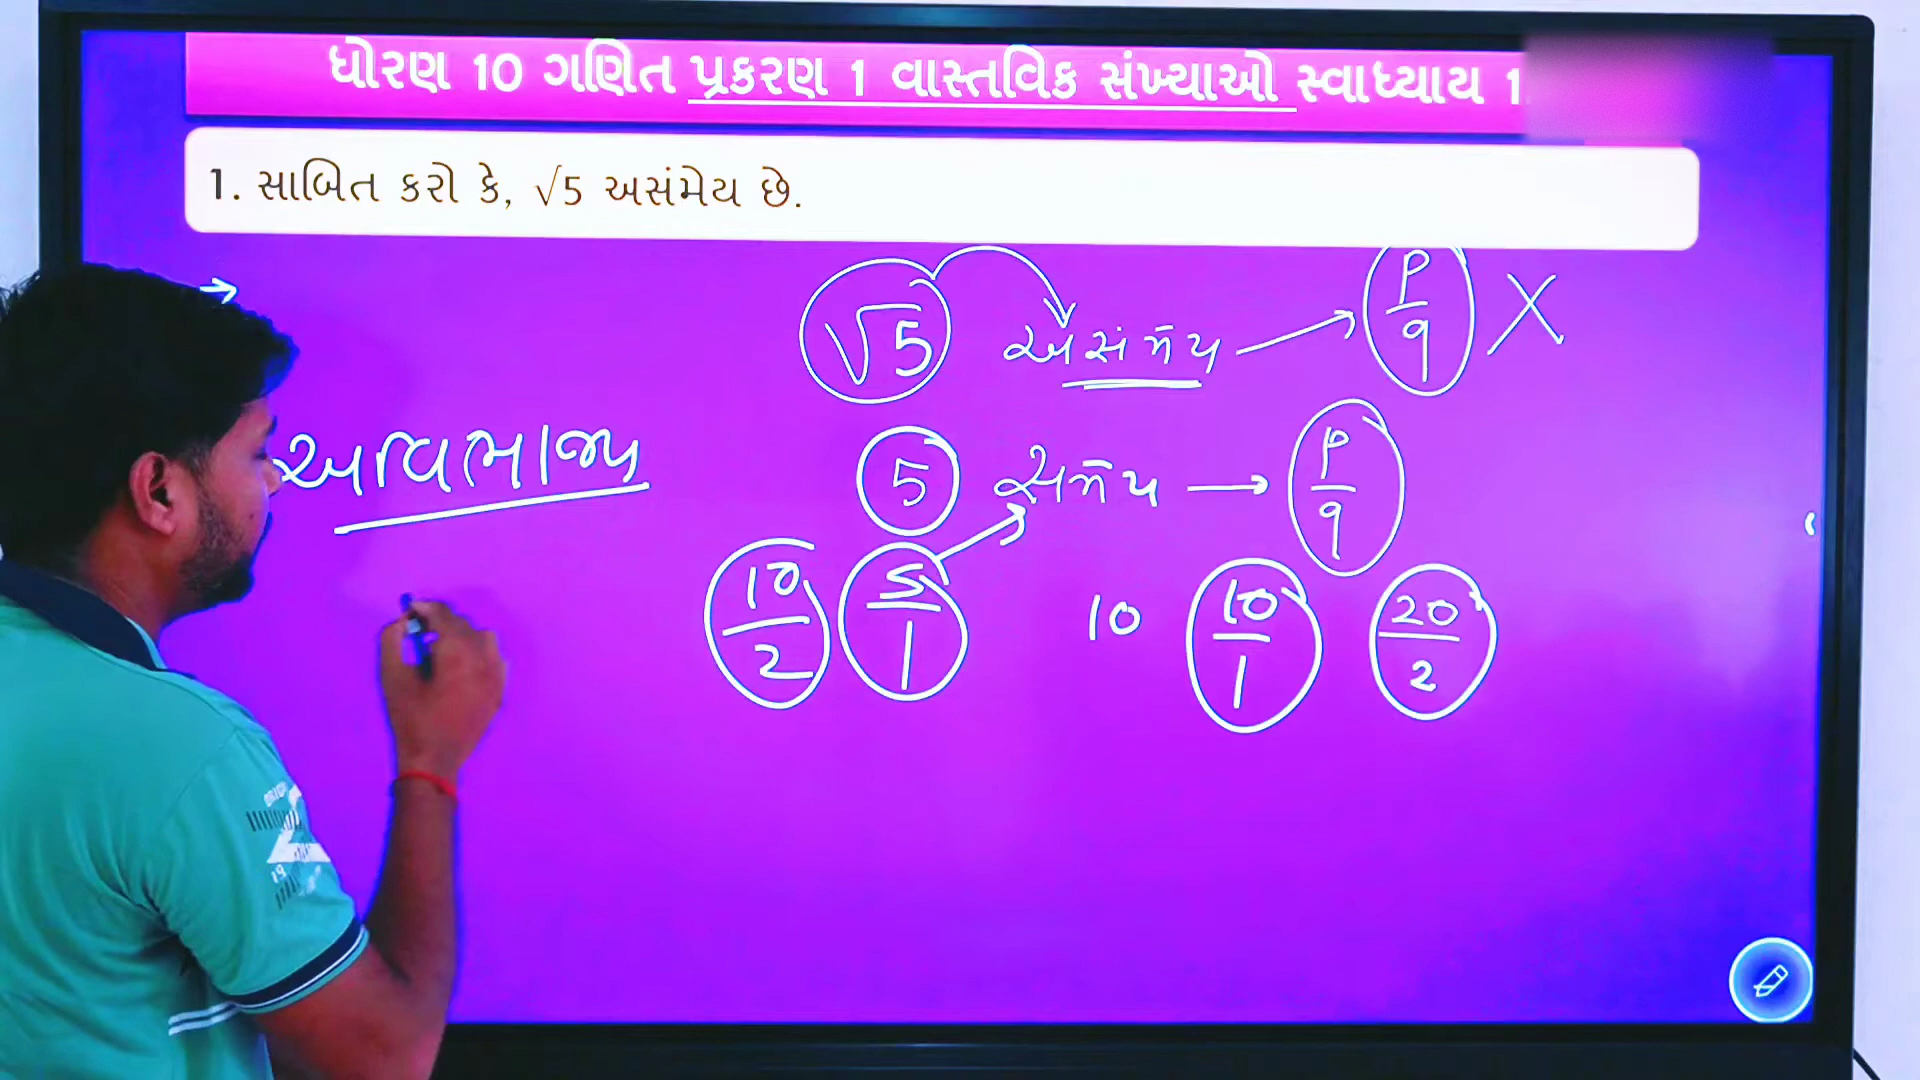 ધોરણ 10 ગણિત પ્રકરણ 1 વાસ્તવિક સંખ્યાઓ સ્વાધ્યાય 1.
1. સાબિત કરો કે, √5 અસંમેય છે.
→
√5 અસંમેય → p/q X
અવિભાજ્ય
5 સંમેય → p/q
10/2 5/1 10 10/1 20/2